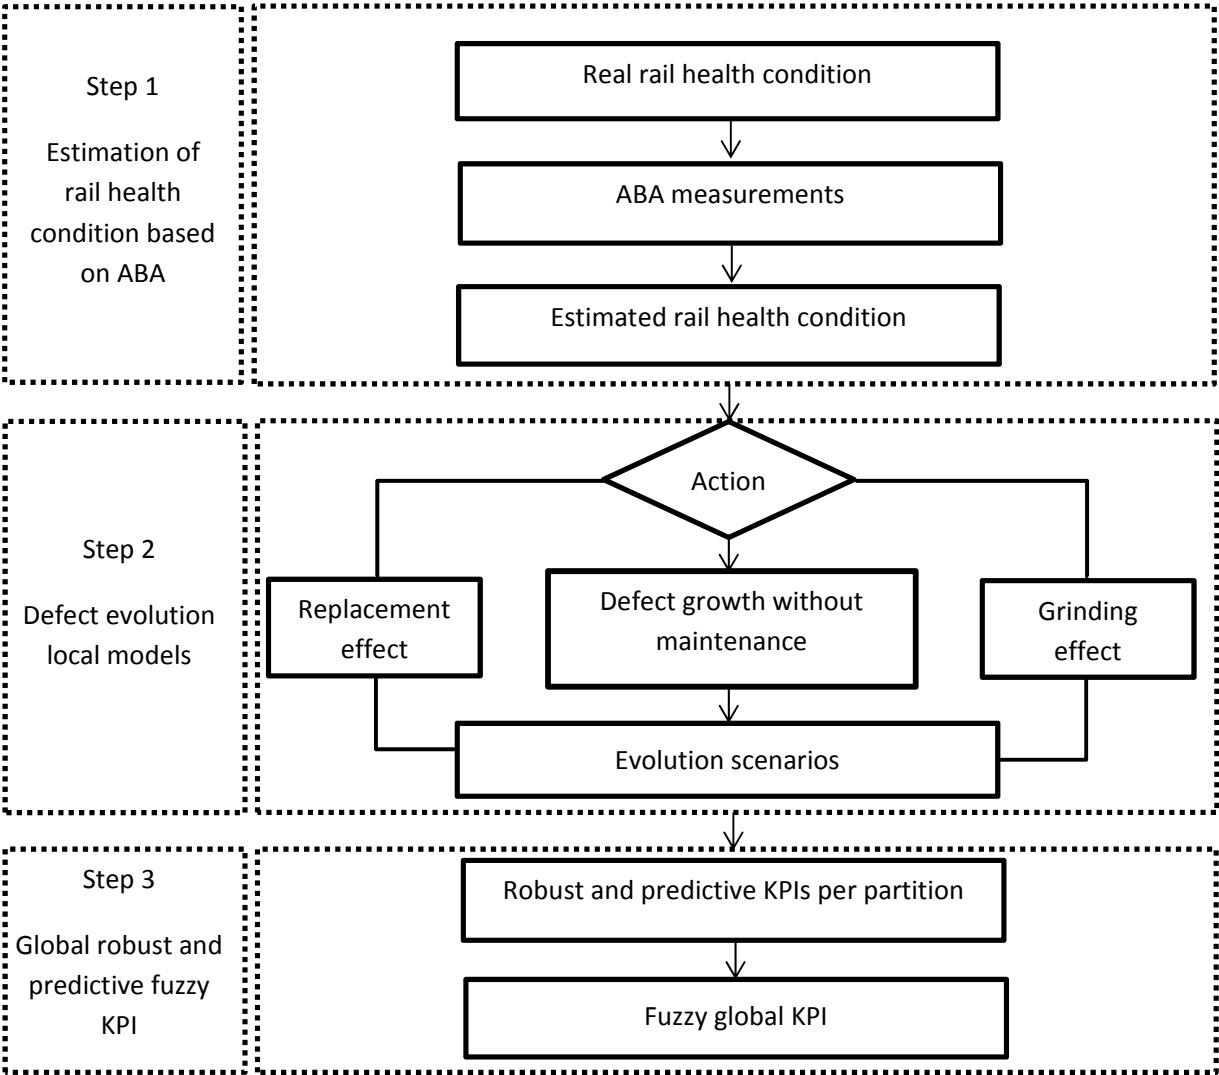 Step 1
Estimation of
rail health
condition based
on ABA
Real rail health condition
ABA measurements
Estimated rail health condition
Step 2
Defect evolution
local models
Action
Replacement
effect
Defect growth without
maintenance
Grinding
effect
Evolution scenarios
Step 3
Global robust and
predictive fuzzy
KPI
Robust and predictive KPIs per partition
Fuzzy global KPI